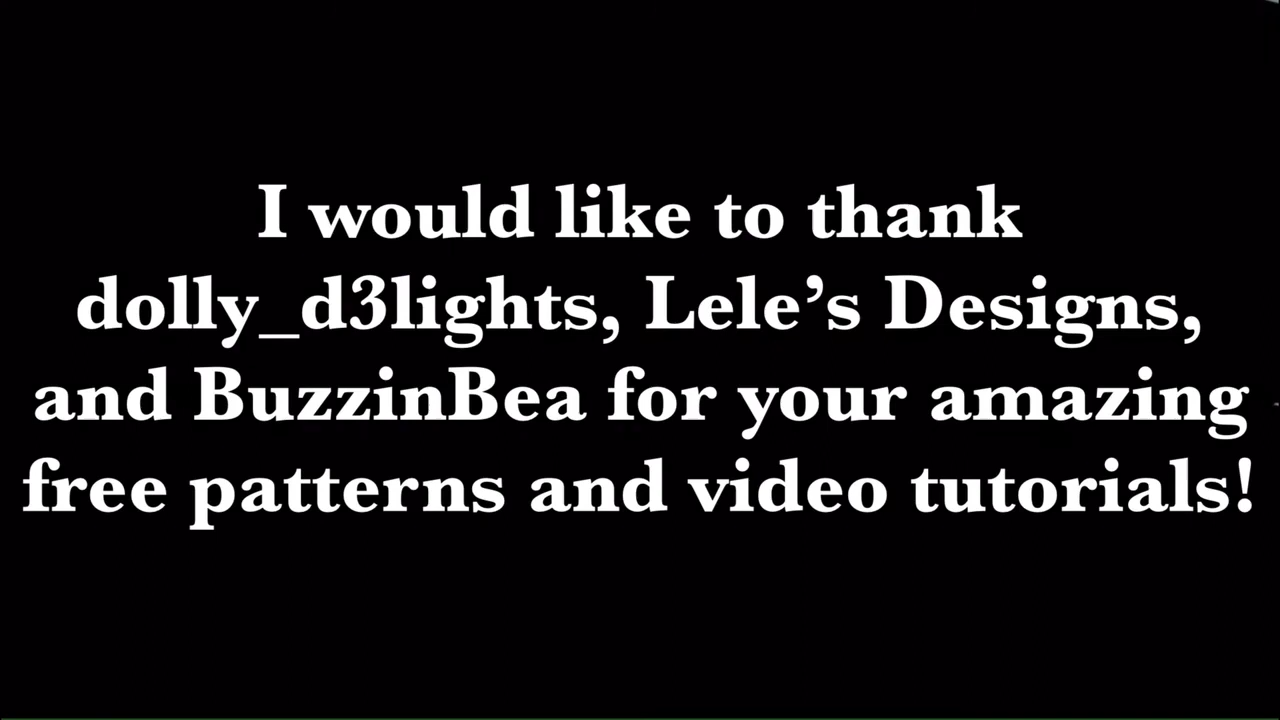 I would like to thank
dolly_d3lights, Lele’s Designs,
and BuzzinBea for your amazing
free patterns and video tutorials!